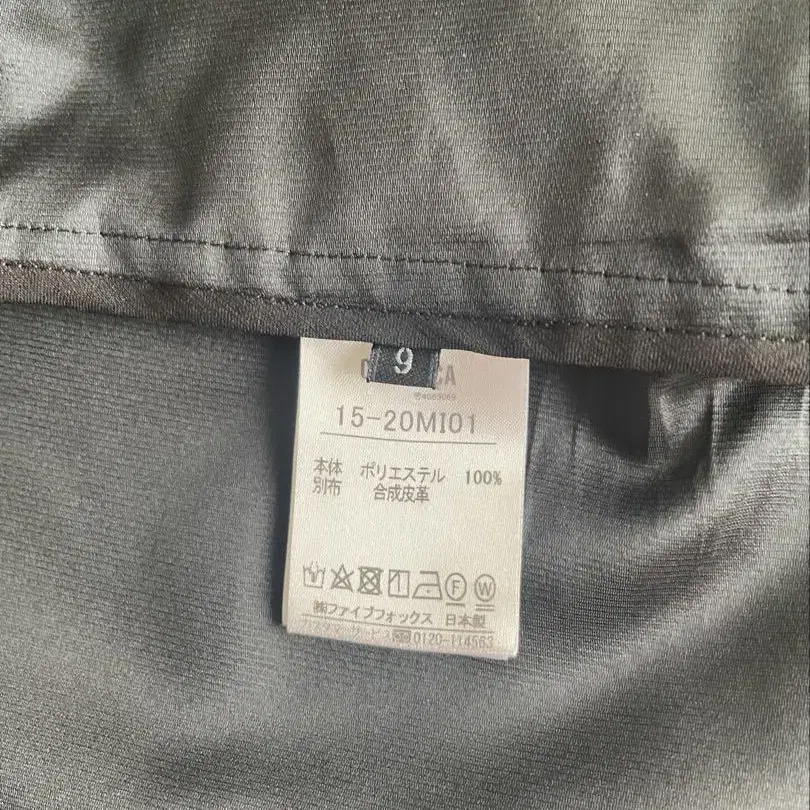 9
15-20MI01
本体 ポリエステル 100%
別布 合成皮革
F W
㈱ファイブフォックス 日本製
0120-114563